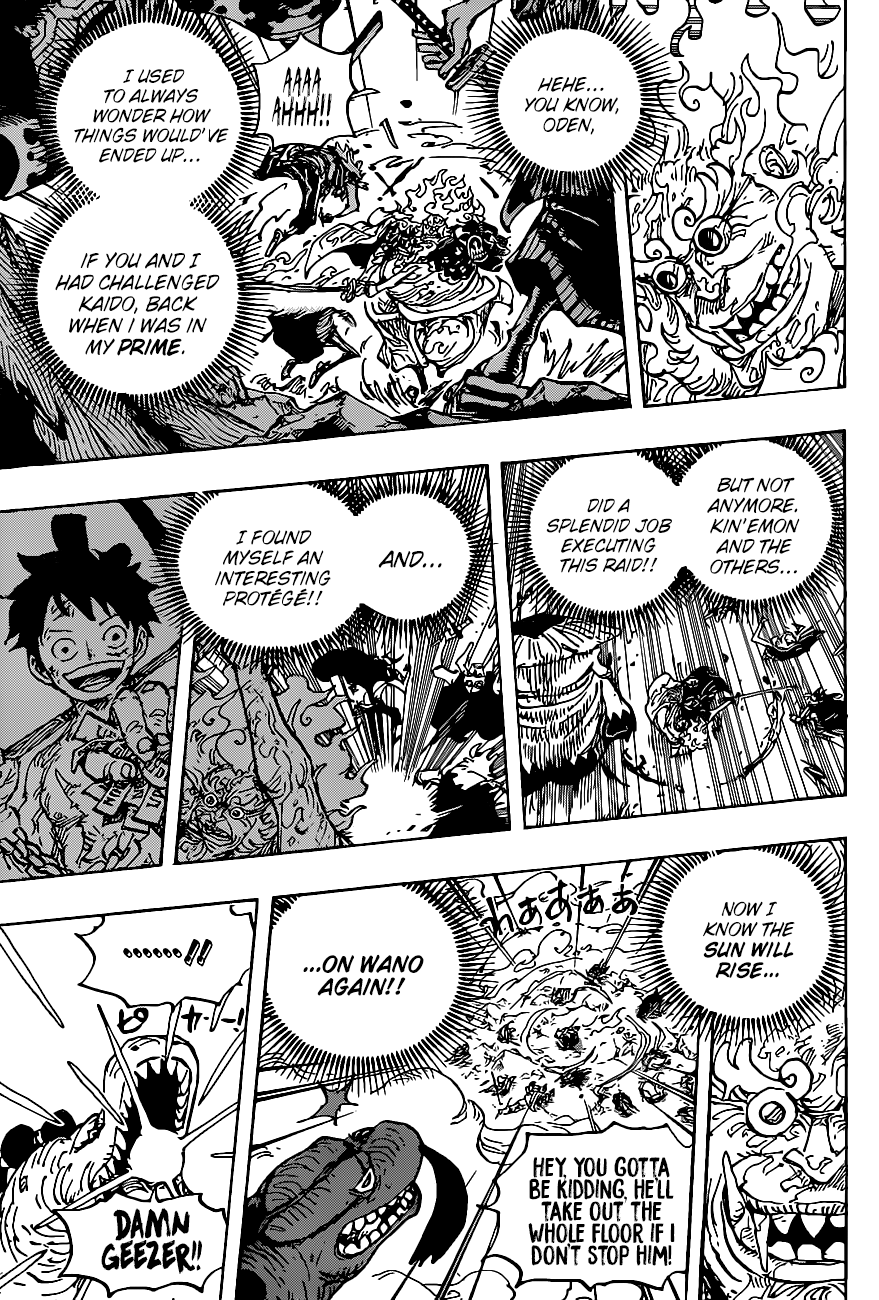 HEHE...
YOU KNOW,
ODEN,
AAAA
AHHH!!
I USED
TO ALWAYS
WONDER HOW
THINGS WOULD'VE
ENDED UP...
IF YOU AND I
HAD CHALLENGED
KAIDO, BACK
WHEN I WAS IN
MY PRIME.
BUT NOT
ANYMORE.
KIN'EMON
AND THE
OTHERS...
DID A
SPLENDID JOB
EXECUTING
THIS RAID!!
AND...
I FOUND
MYSELF AN
INTERESTING
PROTÉGÉ!!
NOW I
KNOW THE
SUN WILL
RISE...
わああああ
...ON WANO
AGAIN!!
HEY, YOU GOTTA
BE KIDDING, HE'LL
TAKE OUT THE
WHOLE FLOOR IF I
DON'T STOP HIM!
......!!
DAMN
GEEZER!!